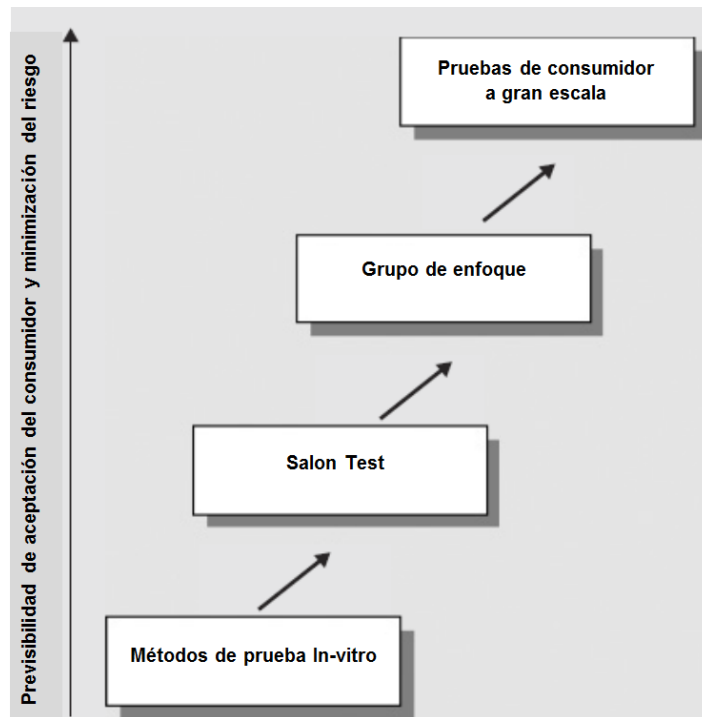 Previsibilidad de aceptación del consumidor y minimización del riesgo
Pruebas de consumidor
a gran escala
Grupo de enfoque
Salon Test
Métodos de prueba In-vitro